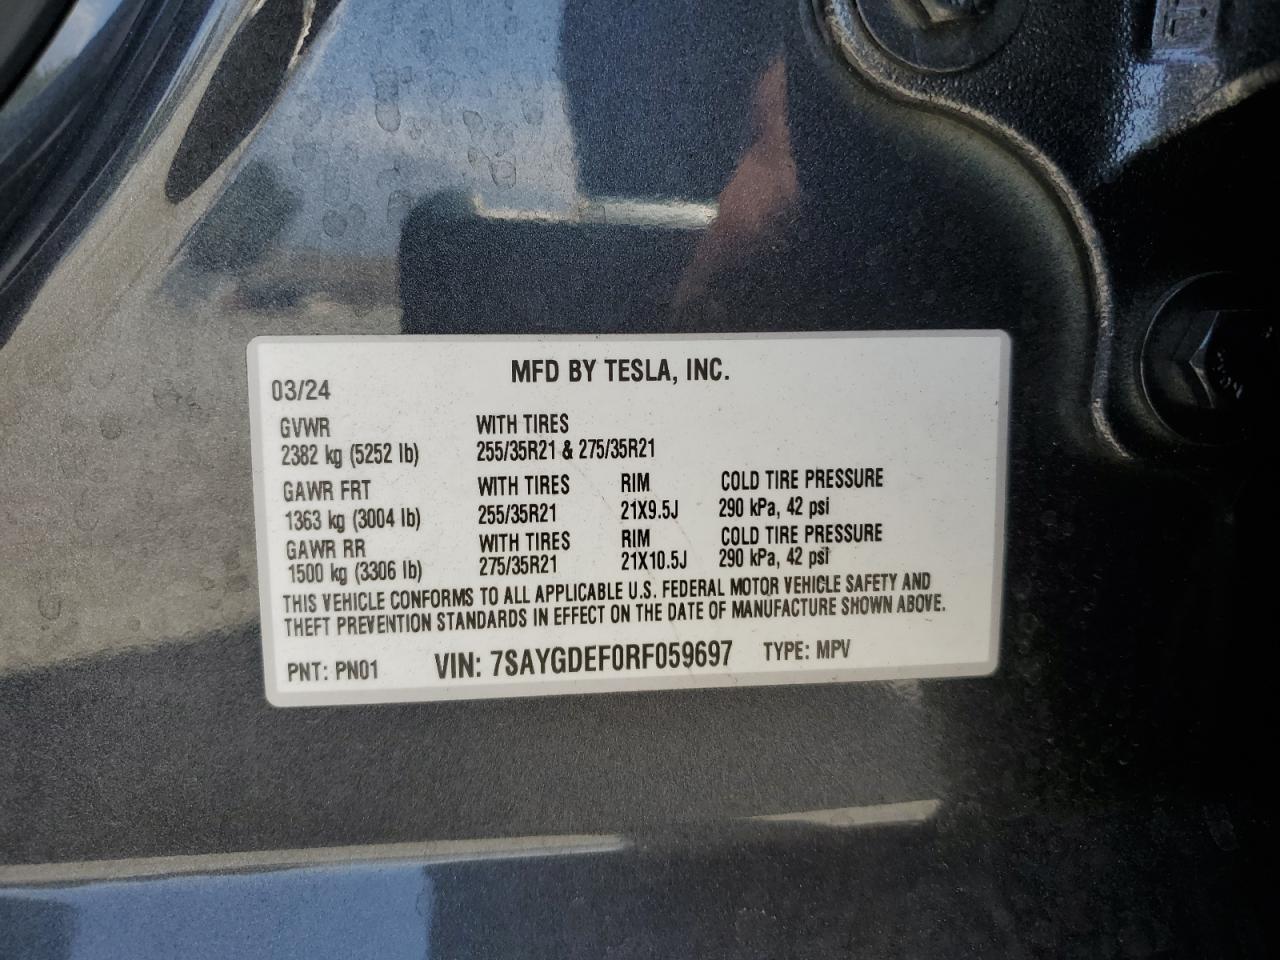 MFD BY TESLA, INC.
03/24
GVWR WITH TIRES
2382 kg (5252 lb) 255/35R21 & 275/35R21
GAWR FRT WITH TIRES RIM COLD TIRE PRESSURE
1363 kg (3004 lb) 255/35R21 21X9.5J 290 kPa, 42 psi
GAWR RR WITH TIRES RIM COLD TIRE PRESSURE
1500 kg (3306 lb) 275/35R21 21X10.5J 290 kPa, 42 psi
THIS VEHICLE CONFORMS TO ALL APPLICABLE U.S. FEDERAL MOTOR VEHICLE SAFETY AND
THEFT PREVENTION STANDARDS IN EFFECT ON THE DATE OF MANUFACTURE SHOWN ABOVE.
PNT: PN01 VIN: 7SAYGDEF0RF059697 TYPE: MPV